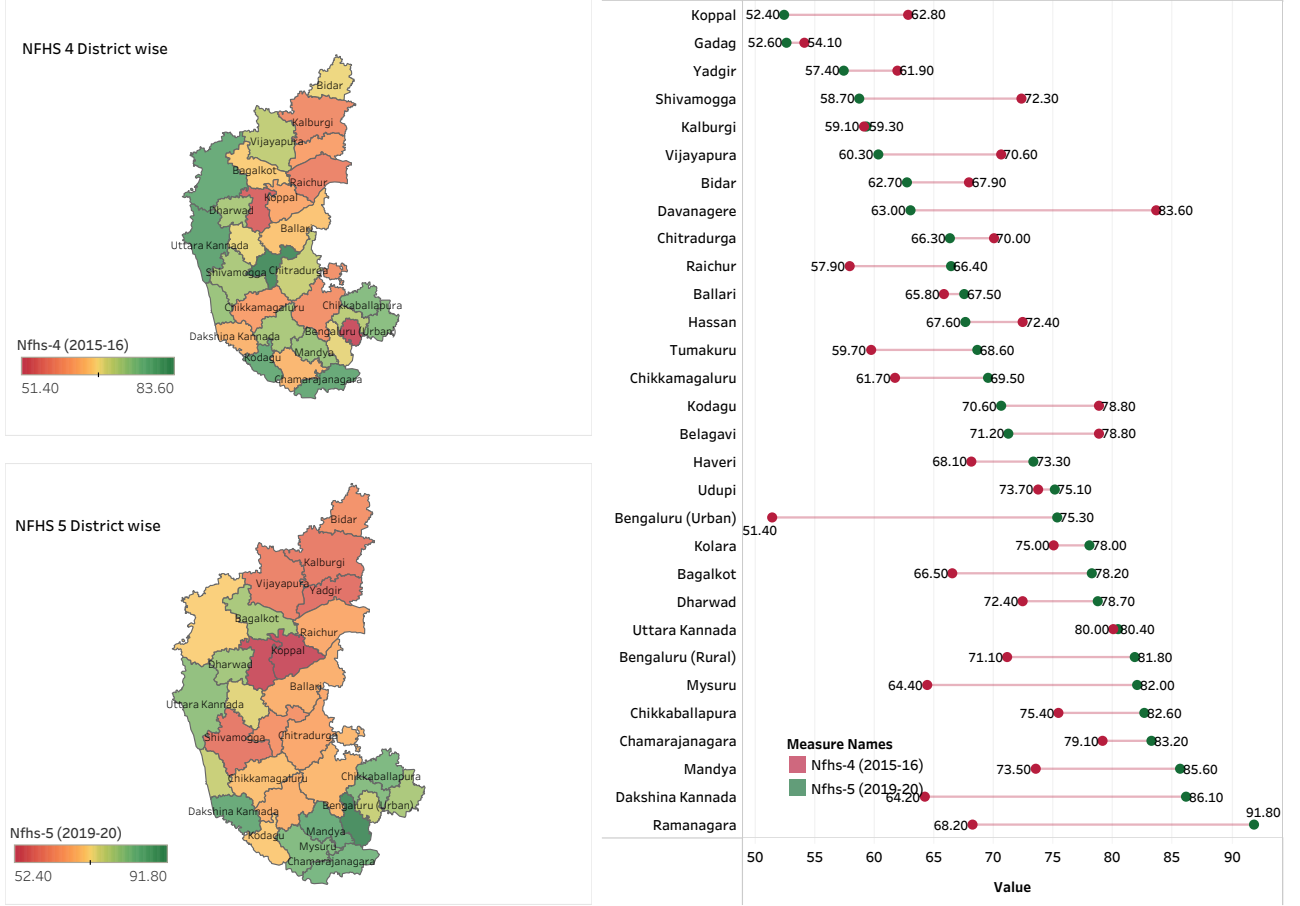 NFHS 4 District wise
Bidar
Kalburgi
Vijayapura
Bagalkot
Raichur
Koppal
Dharwad
Ballari
Uttara Kannada
Shivamogga
Chitradurga
Chikkamagaluru
Chikkaballapura
Dakshina Kannada
Bengaluru (Urban)
Mandya
Kodagu
Chamarajanagara
Nfhs-4 (2015-16)
51.40 83.60
NFHS 5 District wise
Bidar
Kalburgi
Vijayapura
Yadgir
Bagalkot
Raichur
Koppal
Dharwad
Ballari
Uttara Kannada
Shivamogga
Chitradurga
Chikkamagaluru
Chikkaballapura
Bengaluru (Urban)
Dakshina Kannada
Mandya
Kodagu
Mysuru
Chamarajanagara
Nfhs-5 (2019-20)
52.40 91.80
Koppal 52.40 62.80
Gadag 52.60 54.10
Yadgir 57.40 61.90
Shivamogga 58.70 72.30
Kalburgi 59.10 59.30
Vijayapura 60.30 70.60
Bidar 62.70 67.90
Davanagere 63.00 83.60
Chitradurga 66.30 70.00
Raichur 57.90 66.40
Ballari 65.80 67.50
Hassan 67.60 72.40
Tumakuru 59.70 68.60
Chikkamagaluru 61.70 69.50
Kodagu 70.60 78.80
Belagavi 71.20 78.80
Haveri 68.10 73.30
Udupi 73.70 75.10
Bengaluru (Urban) 51.40 75.30
Kolara 75.00 78.00
Bagalkot 66.50 78.20
Dharwad 72.40 78.70
Uttara Kannada 80.00 80.40
Bengaluru (Rural) 71.10 81.80
Mysuru 64.40 82.00
Chikkaballapura 75.40 82.60
Chamarajanagara 79.10 83.20
Mandya 73.50 85.60
Dakshina Kannada 64.20 86.10
Ramanagara 68.20 91.80
Measure Names
Nfhs-4 (2015-16)
Nfhs-5 (2019-20)
50 55 60 65 70 75 80 85 90
Value